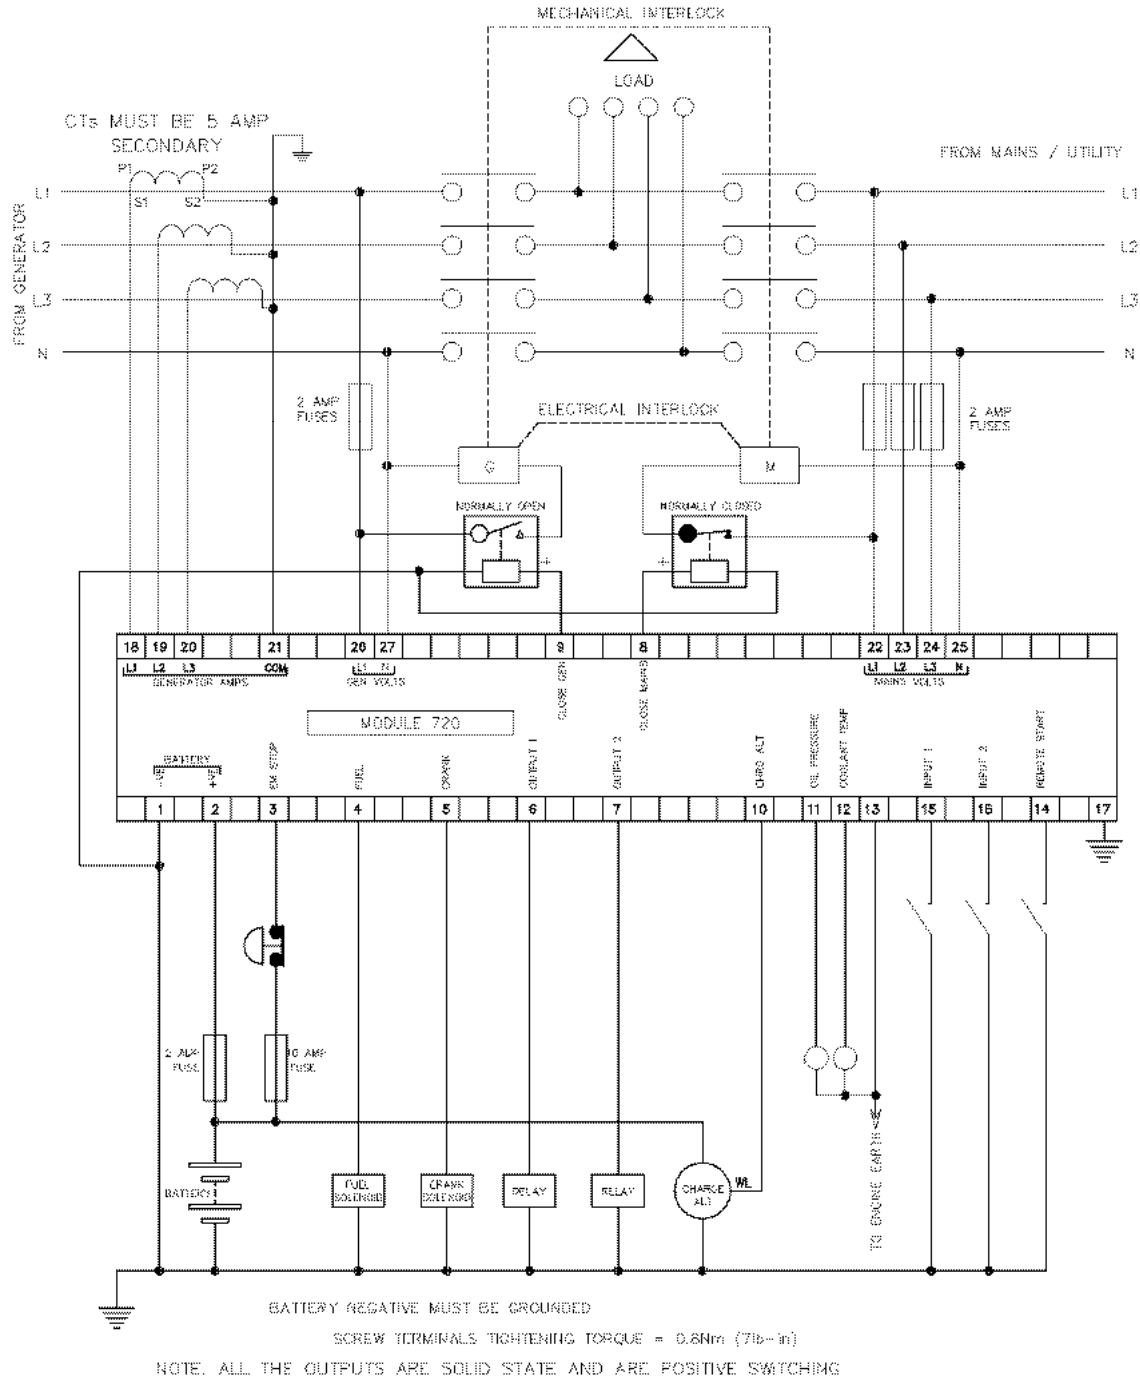 MECHANICAL INTERLOCK
LOAD
CTs MUST BE 5 AMP
SECONDARY
FROM MAINS / UTILITY
P1 P2
S1 S2
FROM GENERATOR
L1
L2
L3
N
L1
L2
L3
N
2 AMP
FUSES
ELECTRICAL INTERLOCK
2 AMP
FUSES
G
M
NORMALLY OPEN
NORMALLY CLOSED
+
+
18 19 20 21 26 27 9 8 22 23 24 25
L1 L2 L3 COM
GENERATOR AMPS
L1 N
GEN VOLTS
CLOSE GEN
CLOSE MAINS
L1 L2 L3 N
MAINS VOLTS
MODULE 720
BATTERY
-VE
+VE
EM STOP
FUEL
CRANK
OUTPUT 1
OUTPUT 2
CHRG ALT
OIL PRESSURE
COOLANT TEMP
INPUT 1
INPUT 2
REMOTE START
1 2 3 4 5 6 7 10 11 12 13 15 16 14 17
2 AMP
FUSE
10 AMP
FUSE
BATTERY
FUEL
SOLENOID
CRANK
SOLENOID
RELAY
RELAY
CHARGE
ALT
WL
TO ENGINE EARTH
BATTERY NEGATIVE MUST BE GROUNDED
SCREW TERMINALS TIGHTENING TORQUE = 0.8Nm (7lb-in)
NOTE. ALL THE OUTPUTS ARE SOLID STATE AND ARE POSITIVE SWITCHING